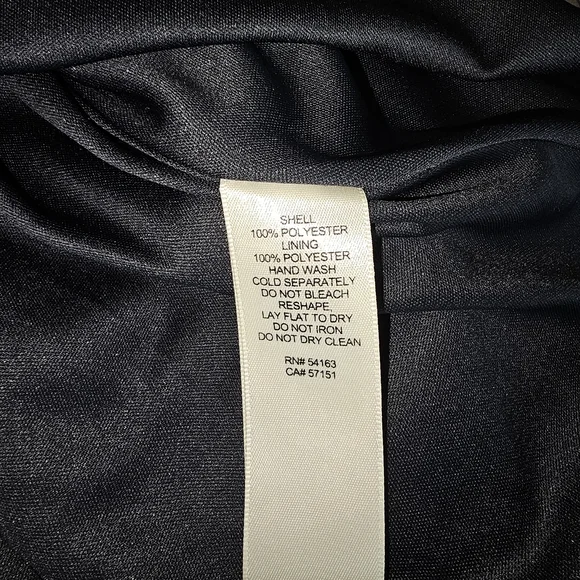 SHELL
100% POLYESTER
LINING
100% POLYESTER
HAND WASH
COLD SEPARATELY
DO NOT BLEACH
RESHAPE,
LAY FLAT TO DRY
DO NOT IRON
DO NOT DRY CLEAN
RN# 54163
CA# 57151